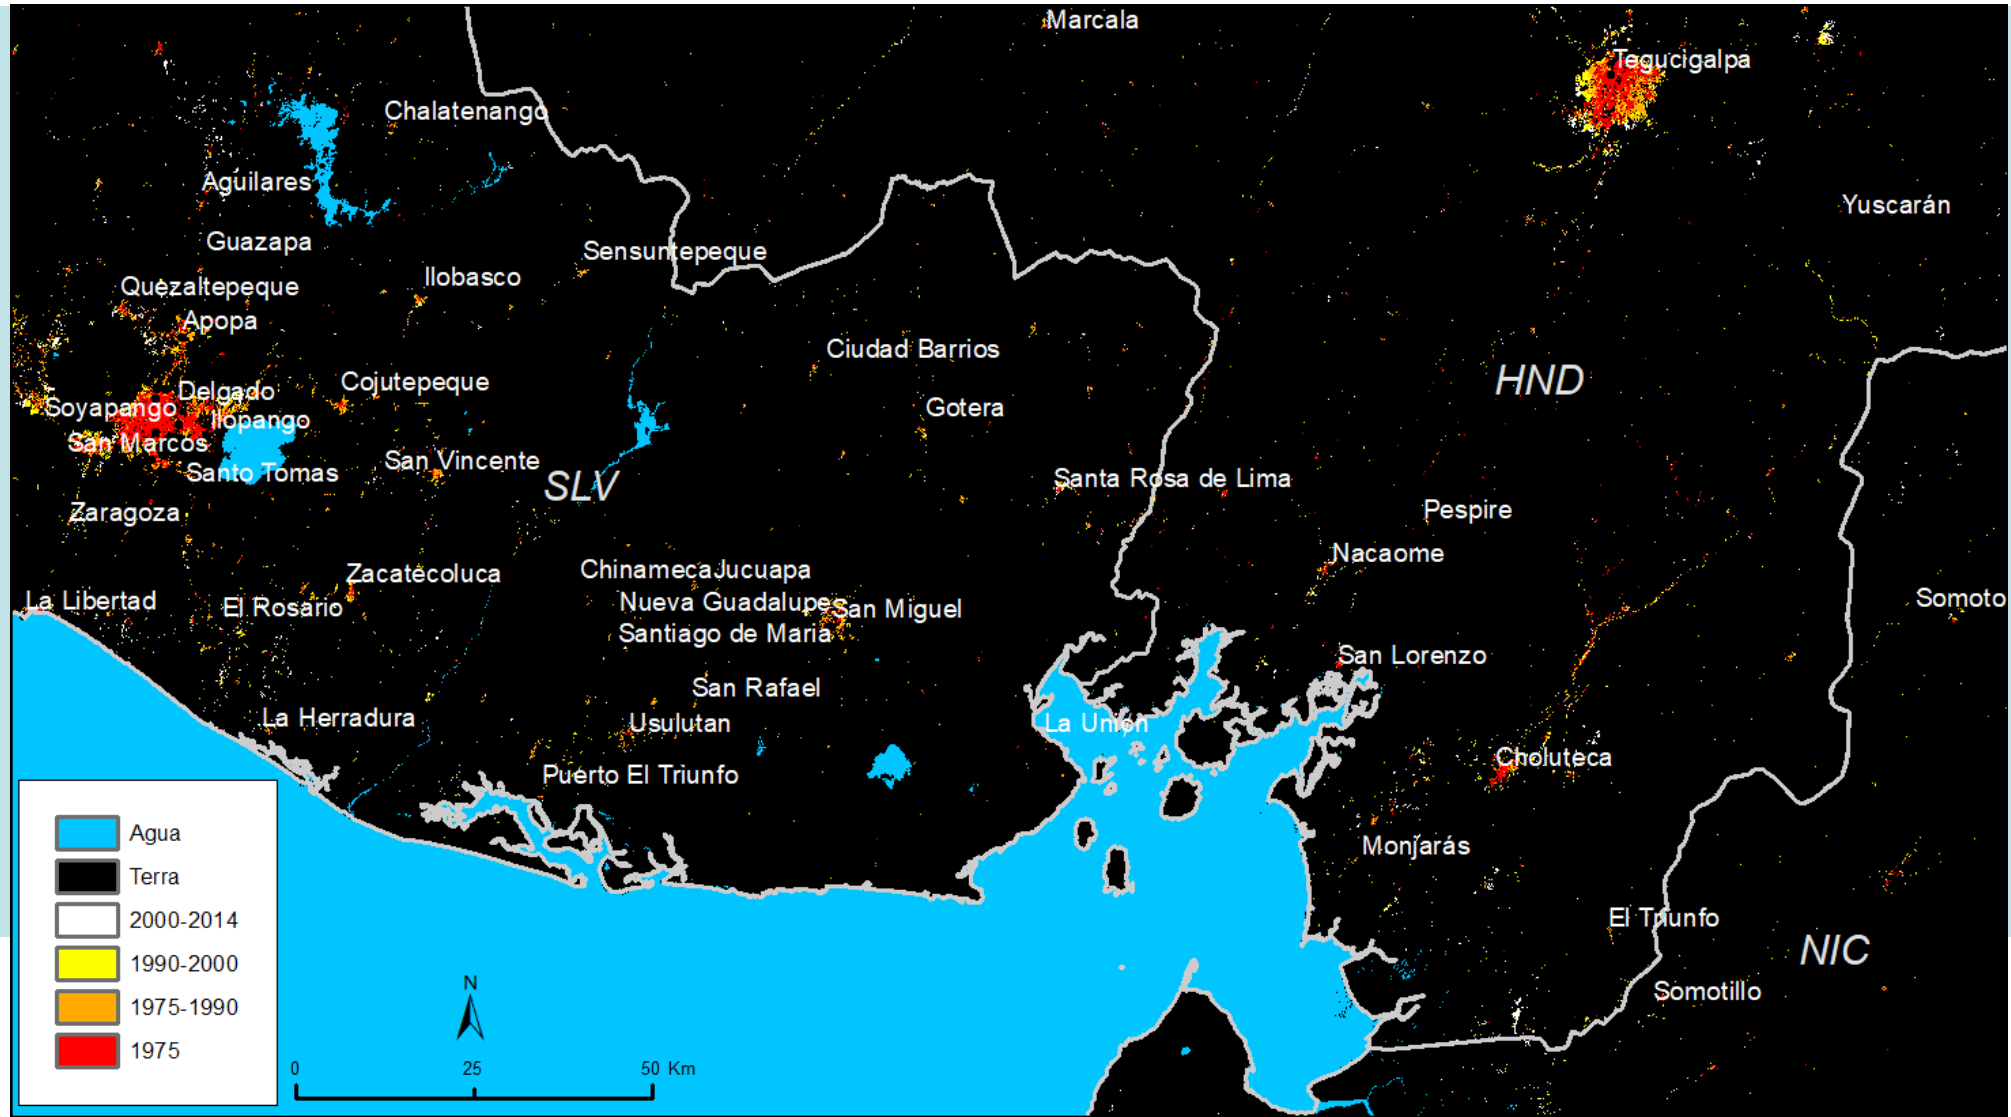 Marcala
Tegucigalpa
Chalatenango
Aguilares
Yuscarán
Guazapa
Sensuntepeque
Ilobasco
Quezaltepeque
Apopa
Ciudad Barrios
HND
Cojutepeque
Delgado
Soyapango
Ilopango
Gotera
San Marcos
San Vincente
Santo Tomas
SLV
Santa Rosa de Lima
Zaragoza
Pespire
Nacaome
Chinameca
Jucuapa
Zacatecoluca
La Libertad
El Rosario
Nueva Guadalupe
San Miguel
Somoto
Santiago de Maria
San Lorenzo
San Rafael
La Herradura
Usulutan
La Unión
Choluteca
Puerto El Triunfo
Monjarás
El Triunfo
NIC
Somotillo
Agua
Terra
2000-2014
1990-2000
1975-1990
1975
N
0 25 50 Km